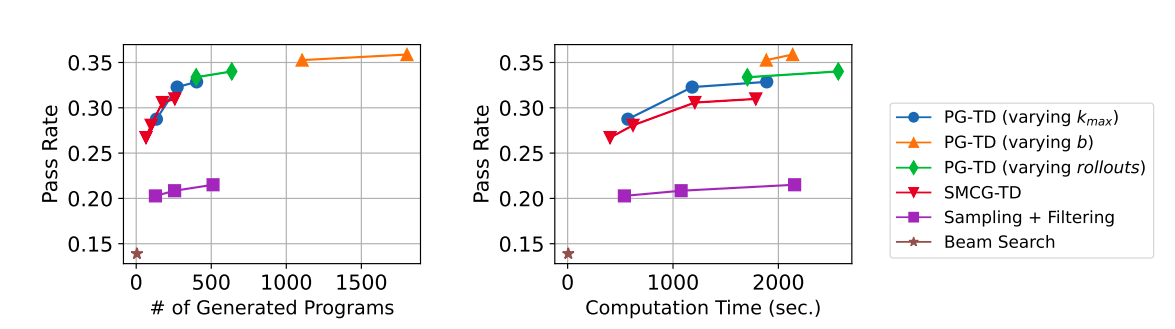 0.35
0.30
0.25
0.20
0.15
Pass Rate
0 500 1000 1500
# of Generated Programs
0.35
0.30
0.25
0.20
0.15
Pass Rate
0 1000 2000
Computation Time (sec.)
PG-TD (varying k_max)
PG-TD (varying b)
PG-TD (varying rollouts)
SMCG-TD
Sampling + Filtering
Beam Search